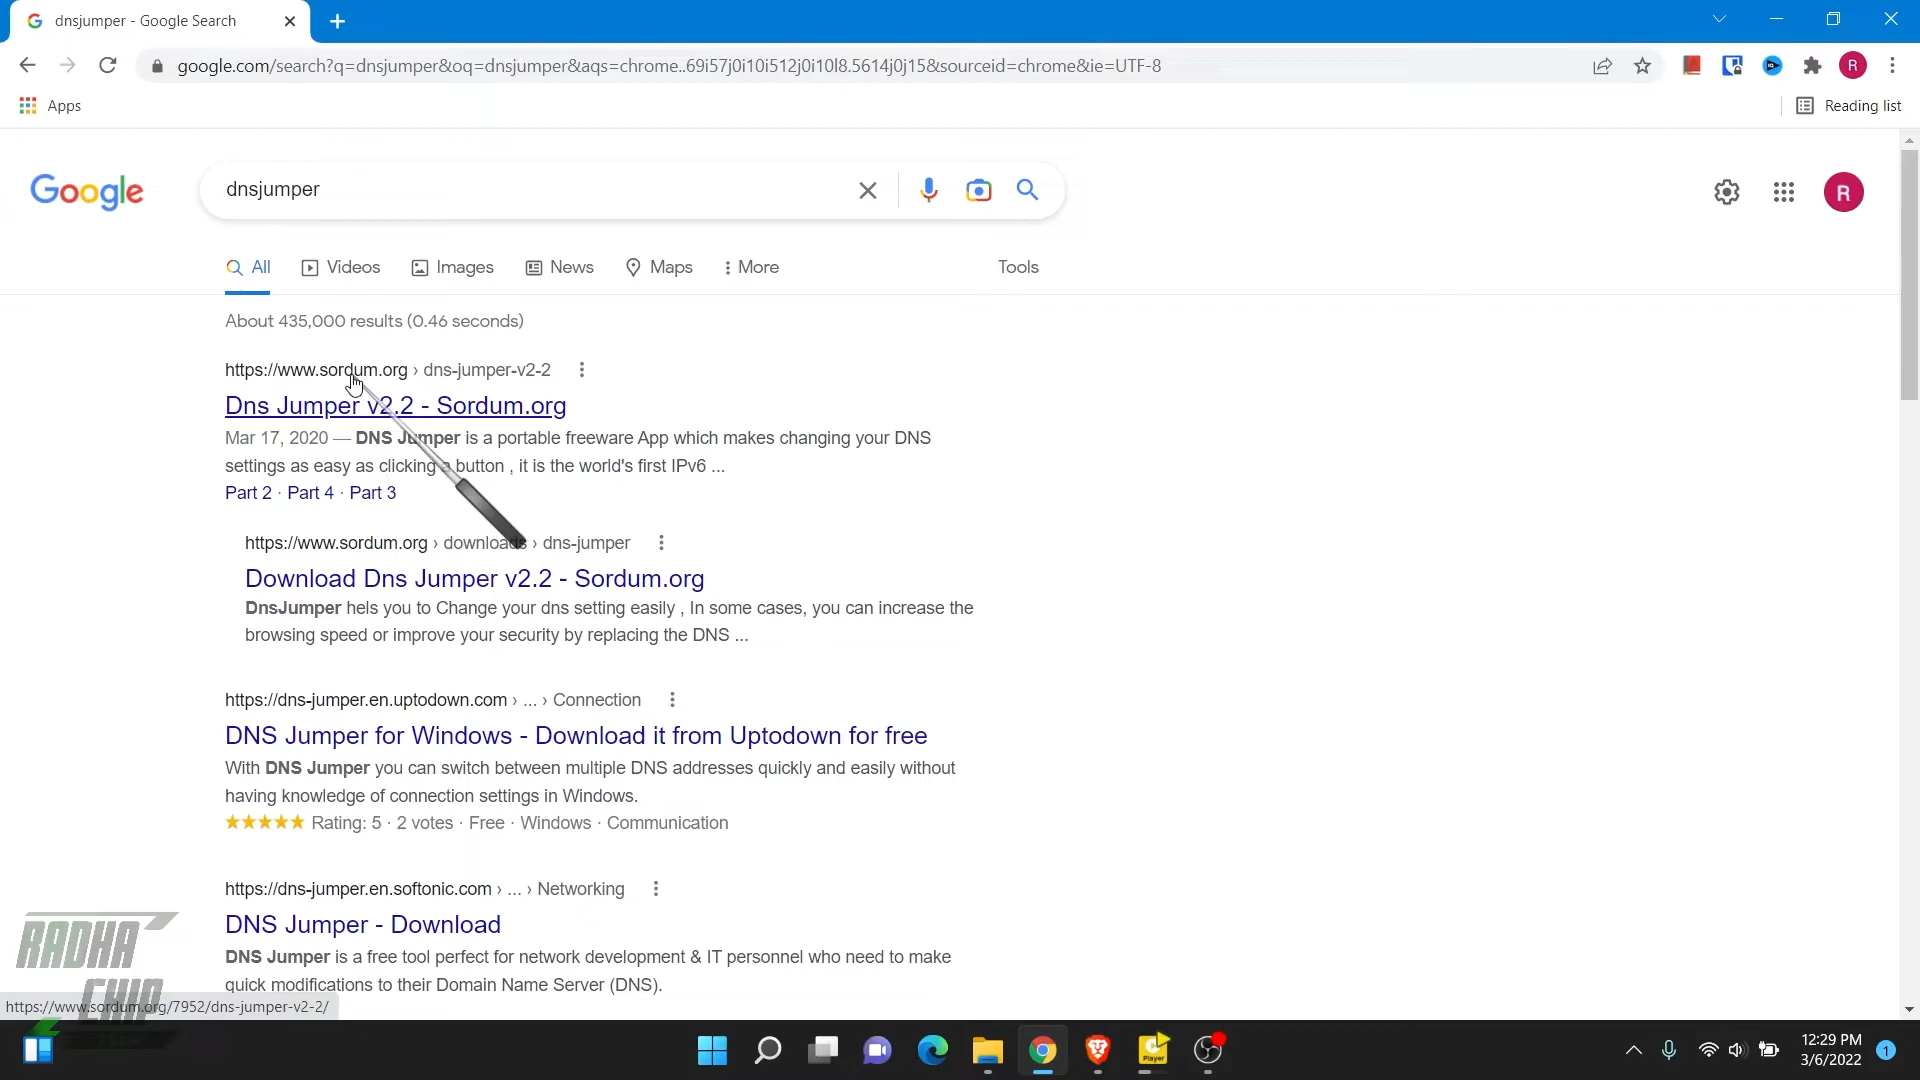 dnsjumper - Google Search
google.com/search?q=dnsjumper&oq=dnsjumper&aqs=chrome..69i57j0i10i512j0i10l8.5614j0j15&sourceid=chrome&ie=UTF-8
R
Apps
Reading list
Google
dnsjumper
R
All
Videos
Images
News
Maps
More
Tools
About 435,000 results (0.46 seconds)
https://www.sordum.org › dns-jumper-v2-2
Dns Jumper v2.2 - Sordum.org
Mar 17, 2020 — DNS Jumper is a portable freeware App which makes changing your DNS
settings as easy as clicking a button , it is the world's first IPv6 ...
Part 2 · Part 4 · Part 3
https://www.sordum.org › downloads › dns-jumper
Download Dns Jumper v2.2 - Sordum.org
DnsJumper hels you to Change your dns setting easily , In some cases, you can increase the
browsing speed or improve your security by replacing the DNS ...
https://dns-jumper.en.uptodown.com › ... › Connection
DNS Jumper for Windows - Download it from Uptodown for free
With DNS Jumper you can switch between multiple DNS addresses quickly and easily without
having knowledge of connection settings in Windows.
Rating: 5 · 2 votes · Free · Windows · Communication
https://dns-jumper.en.softonic.com › ... › Networking
DNS Jumper - Download
DNS Jumper is a free tool perfect for network development & IT personnel who need to make
quick modifications to their Domain Name Server (DNS).
RADHA
CHIP
https://www.sordum.org/7952/dns-jumper-v2-2/
Player
12:29 PM
3/6/2022
1